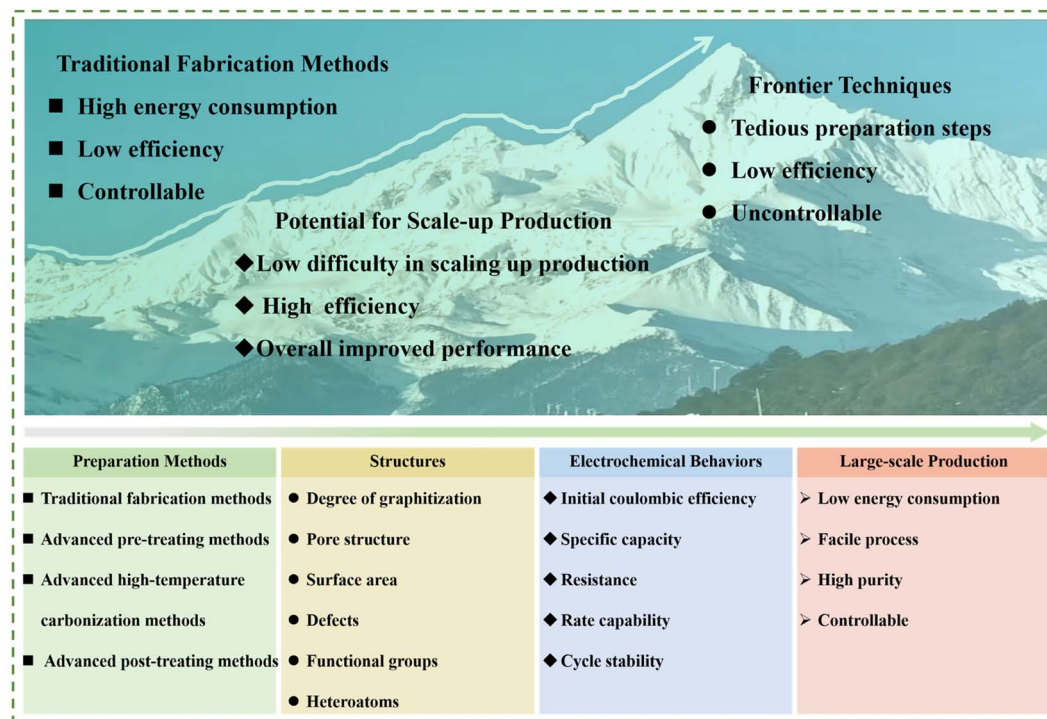 Traditional Fabrication Methods
■ High energy consumption
■ Low efficiency
■ Controllable
Frontier Techniques
● Tedious preparation steps
● Low efficiency
● Uncontrollable
Potential for Scale-up Production
◆Low difficulty in scaling up production
◆ High efficiency
◆Overall improved performance
Preparation Methods
■ Traditional fabrication methods
■ Advanced pre-treating methods
■ Advanced high-temperature
carbonization methods
■ Advanced post-treating methods
Structures
● Degree of graphitization
● Pore structure
● Surface area
● Defects
● Functional groups
● Heteroatoms
Electrochemical Behaviors
◆ Initial coulombic efficiency
◆ Specific capacity
◆ Resistance
◆ Rate capability
◆ Cycle stability
Large-scale Production
➢ Low energy consumption
➢ Facile process
➢ High purity
➢ Controllable